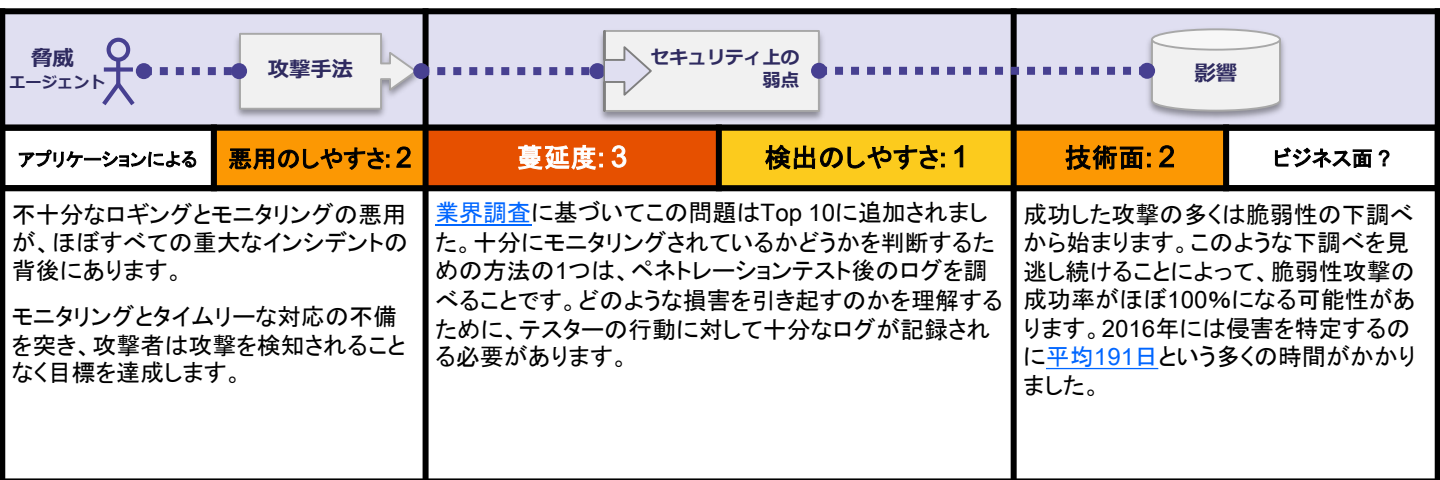 脅威
エージェント
攻撃手法
セキュリティ上の
弱点
影響
アプリケーションによる
悪用のしやすさ: 2
蔓延度: 3
検出のしやすさ: 1
技術面: 2
ビジネス面 ?
不十分なロギングとモニタリングの悪用
が、ほぼすべての重大なインシデントの
背後にあります。
モニタリングとタイムリーな対応の不備
を突き、攻撃者は攻撃を検知されること
なく目標を達成します。
業界調査に基づいてこの問題はTop 10に追加されまし
た。十分にモニタリングされているかどうかを判断するた
めの方法の1つは、ペネトレーションテスト後のログを調
べることです。どのような損害を引き起すのかを理解する
ために、テスターの行動に対して十分なログが記録され
る必要があります。
成功した攻撃の多くは脆弱性の下調べ
から始まります。このような下調べを見
逃し続けることによって、脆弱性攻撃の
成功率がほぼ100%になる可能性があ
ります。2016年には侵害を特定するの
に平均191日という多くの時間がかかり
ました。